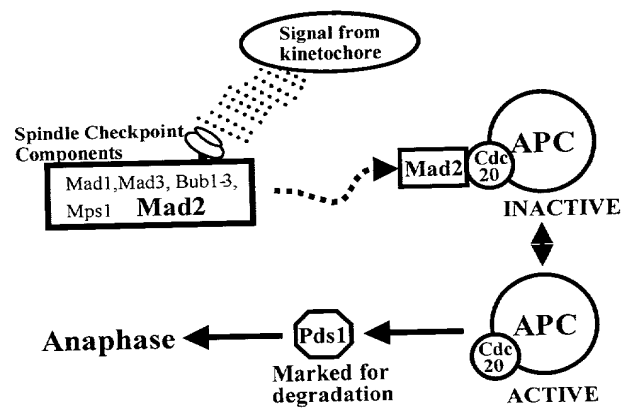 Signal from
kinetochore
Spindle Checkpoint
Components
Mad1,Mad3, Bub1-3,
Mps1 Mad2
Mad2
Cdc
20
APC
INACTIVE
APC
Cdc
20
ACTIVE
Pds1
Marked for
degradation
Anaphase